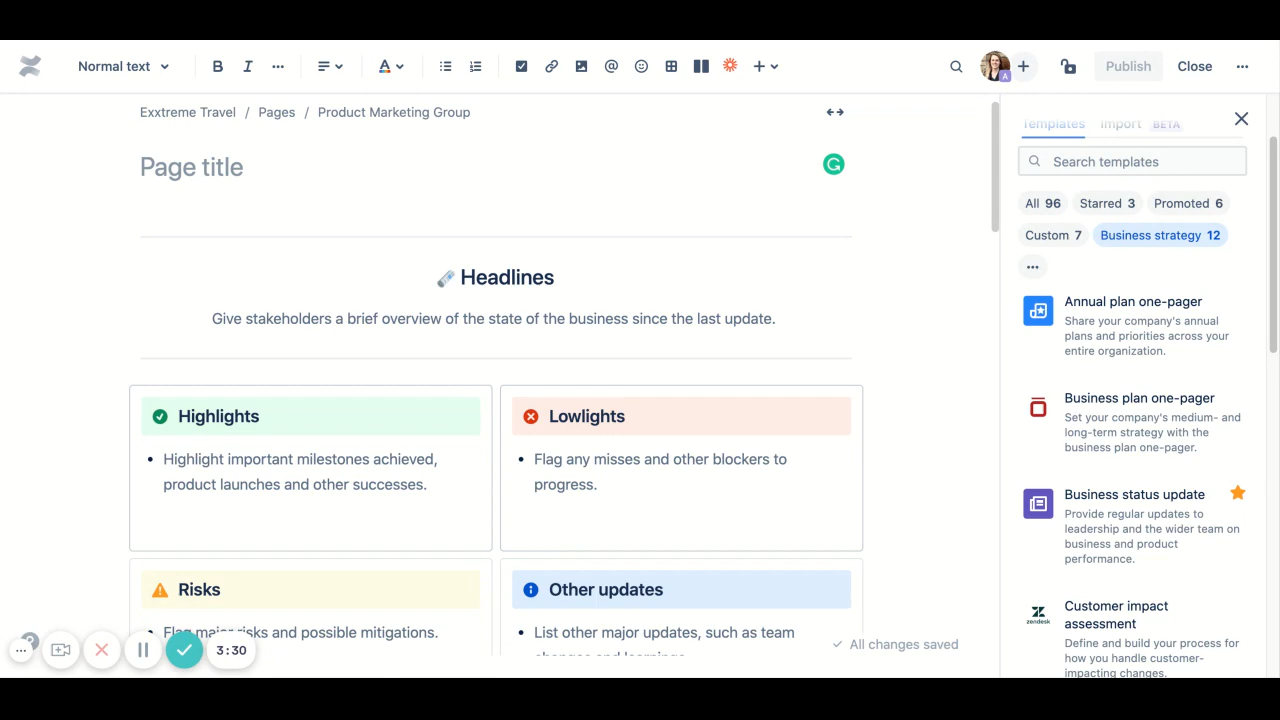 Normal text
B I
A
Publish
Close
Exxtreme Travel / Pages / Product Marketing Group
Page title
Headlines
Give stakeholders a brief overview of the state of the business since the last update.
Highlights
• Highlight important milestones achieved,
product launches and other successes.
Lowlights
• Flag any misses and other blockers to
progress.
Risks
• Flag major risks and possible mitigations.
Other updates
• List other major updates, such as team
changes and learnings.
All changes saved
3:30
Templates Import BETA
Search templates
All 96 Starred 3 Promoted 6
Custom 7 Business strategy 12
Annual plan one-pager
Share your company's annual
plans and priorities across your
entire organization.
Business plan one-pager
Set your company's medium- and
long-term strategy with the
business plan one-pager.
Business status update
Provide regular updates to
leadership and the wider team on
business and product
performance.
zendesk
Customer impact
assessment
Define and build your process for
how you handle customer-
impacting changes.